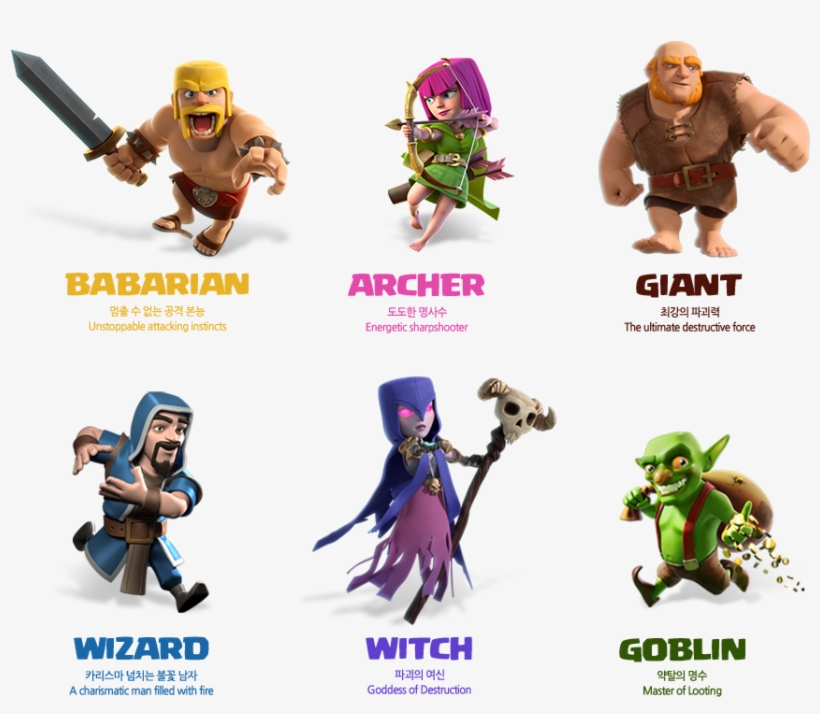 BABARIAN
멈출 수 없는 공격 본능
Unstoppable attacking instincts
ARCHER
도도한 명사수
Energetic sharpshooter
GIANT
최강의 파괴력
The ultimate destructive force
WIZARD
카리스마 넘치는 불꽃 남자
A charismatic man filled with fire
WITCH
파괴의 여신
Goddess of Destruction
GOBLIN
약탈의 명수
Master of Looting